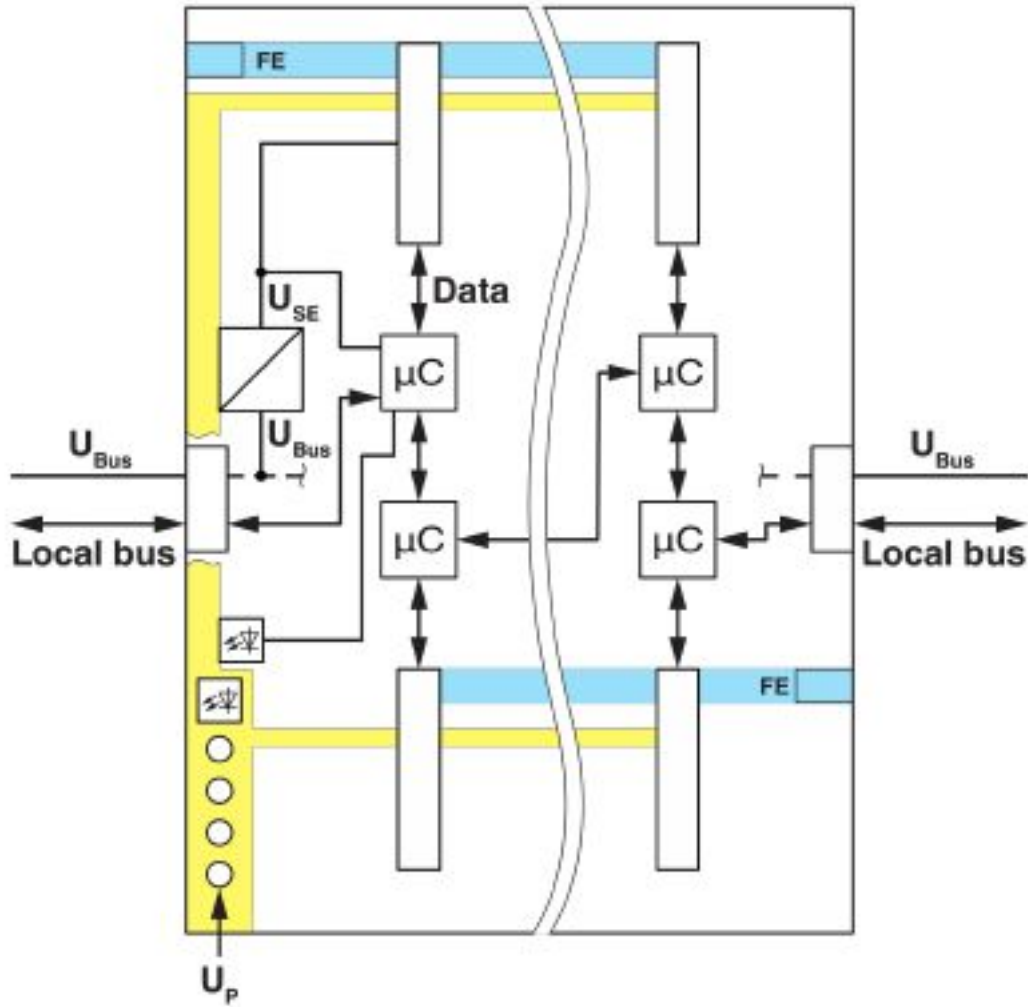 FE
Data
U_SE
µC
µC
U_Bus
U_Bus
U_Bus
Local bus
µC
µC
Local bus
FE
U_P